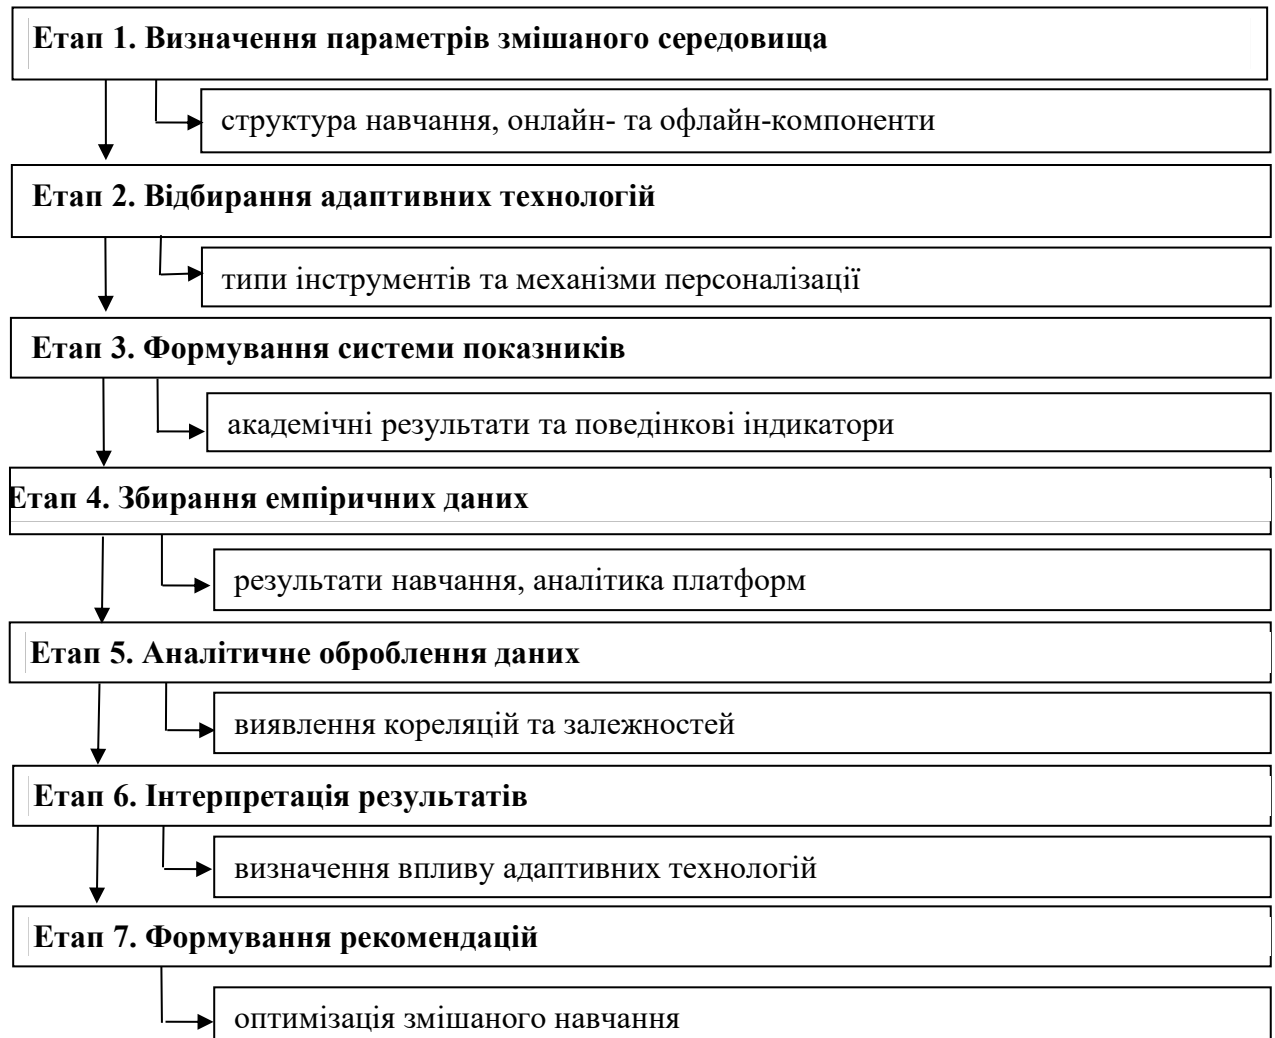 Етап 1. Визначення параметрів змішаного середовища
структура навчання, онлайн- та офлайн-компоненти
Етап 2. Відбирання адаптивних технологій
типи інструментів та механізми персоналізації
Етап 3. Формування системи показників
академічні результати та поведінкові індикатори
Етап 4. Збирання емпіричних даних
результати навчання, аналітика платформ
Етап 5. Аналітичне оброблення даних
виявлення кореляцій та залежностей
Етап 6. Інтерпретація результатів
визначення впливу адаптивних технологій
Етап 7. Формування рекомендацій
оптимізація змішаного навчання